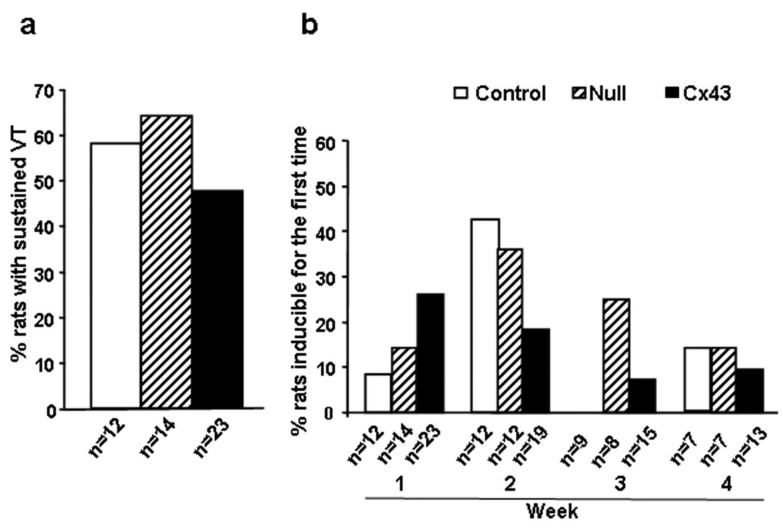 a
% rats with sustained VT
70
60
50
40
30
20
10
0
n=12
n=14
n=23
b
Control
Null
Cx43
% rats inducible for the first time
60
50
40
30
20
10
0
n=12
n=14
n=23
n=12
n=12
n=19
n=9
n=8
n=15
n=7
n=7
n=13
1
2
3
4
Week